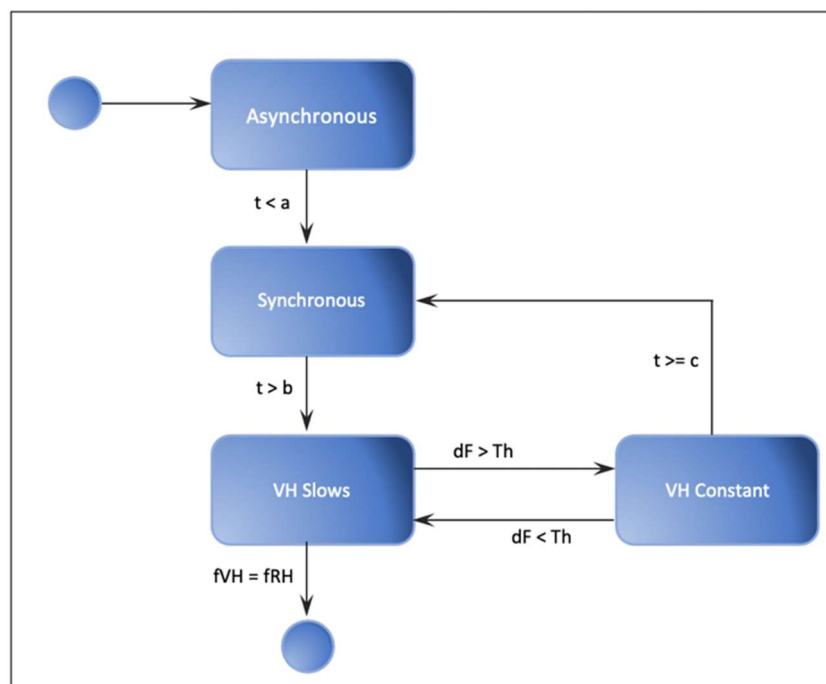 Asynchronous
t < a
Synchronous
t >= c
t > b
dF > Th
VH Slows
VH Constant
dF < Th
fVH = fRH